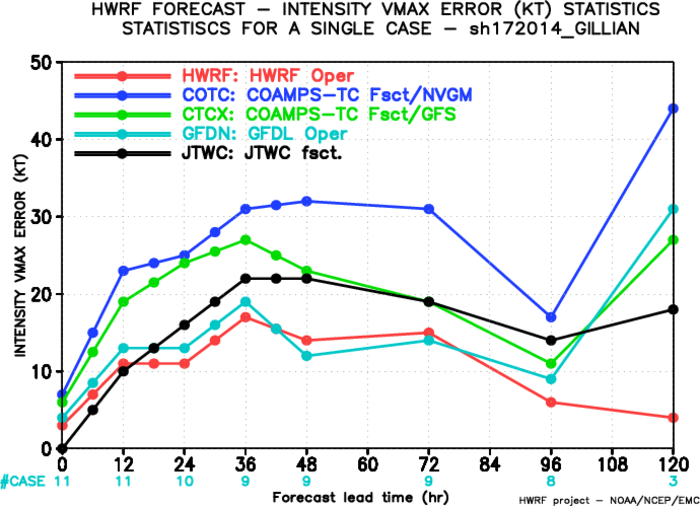 HWRF FORECAST – INTENSITY VMAX ERROR (KT) STATISTICS
STATISTISCS FOR A SINGLE CASE – sh172014_GILLIAN
50
HWRF: HWRF Oper
COTC: COAMPS–TC Fsct/NVGM
CTCX: COAMPS–TC Fsct/GFS
GFDN: GFDL Oper
JTWC: JTWC fsct.
40
30
20
10
0
INTENSITY VMAX ERROR (KT)
0 12 24 36 48 60 72 84 96 108 120
#CASE 11 11 10 9 9 9 8 3
Forecast lead time (hr)
HWRF project – NOAA/NCEP/EMC